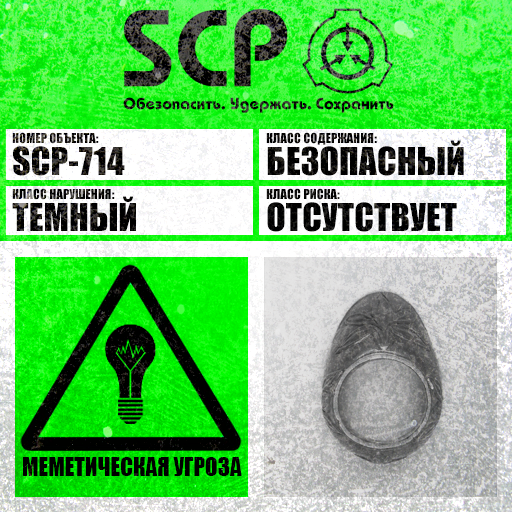 SCP
Обезопасить. Удержать. Сохранить
НОМЕР ОБЪЕКТА:
SCP-714
КЛАСС СОДЕРЖАНИЯ:
БЕЗОПАСНЫЙ
КЛАСС НАРУШЕНИЯ:
ТЕМНЫЙ
КЛАСС РИСКА:
ОТСУТСТВУЕТ
МЕМЕТИЧЕСКАЯ УГРОЗА